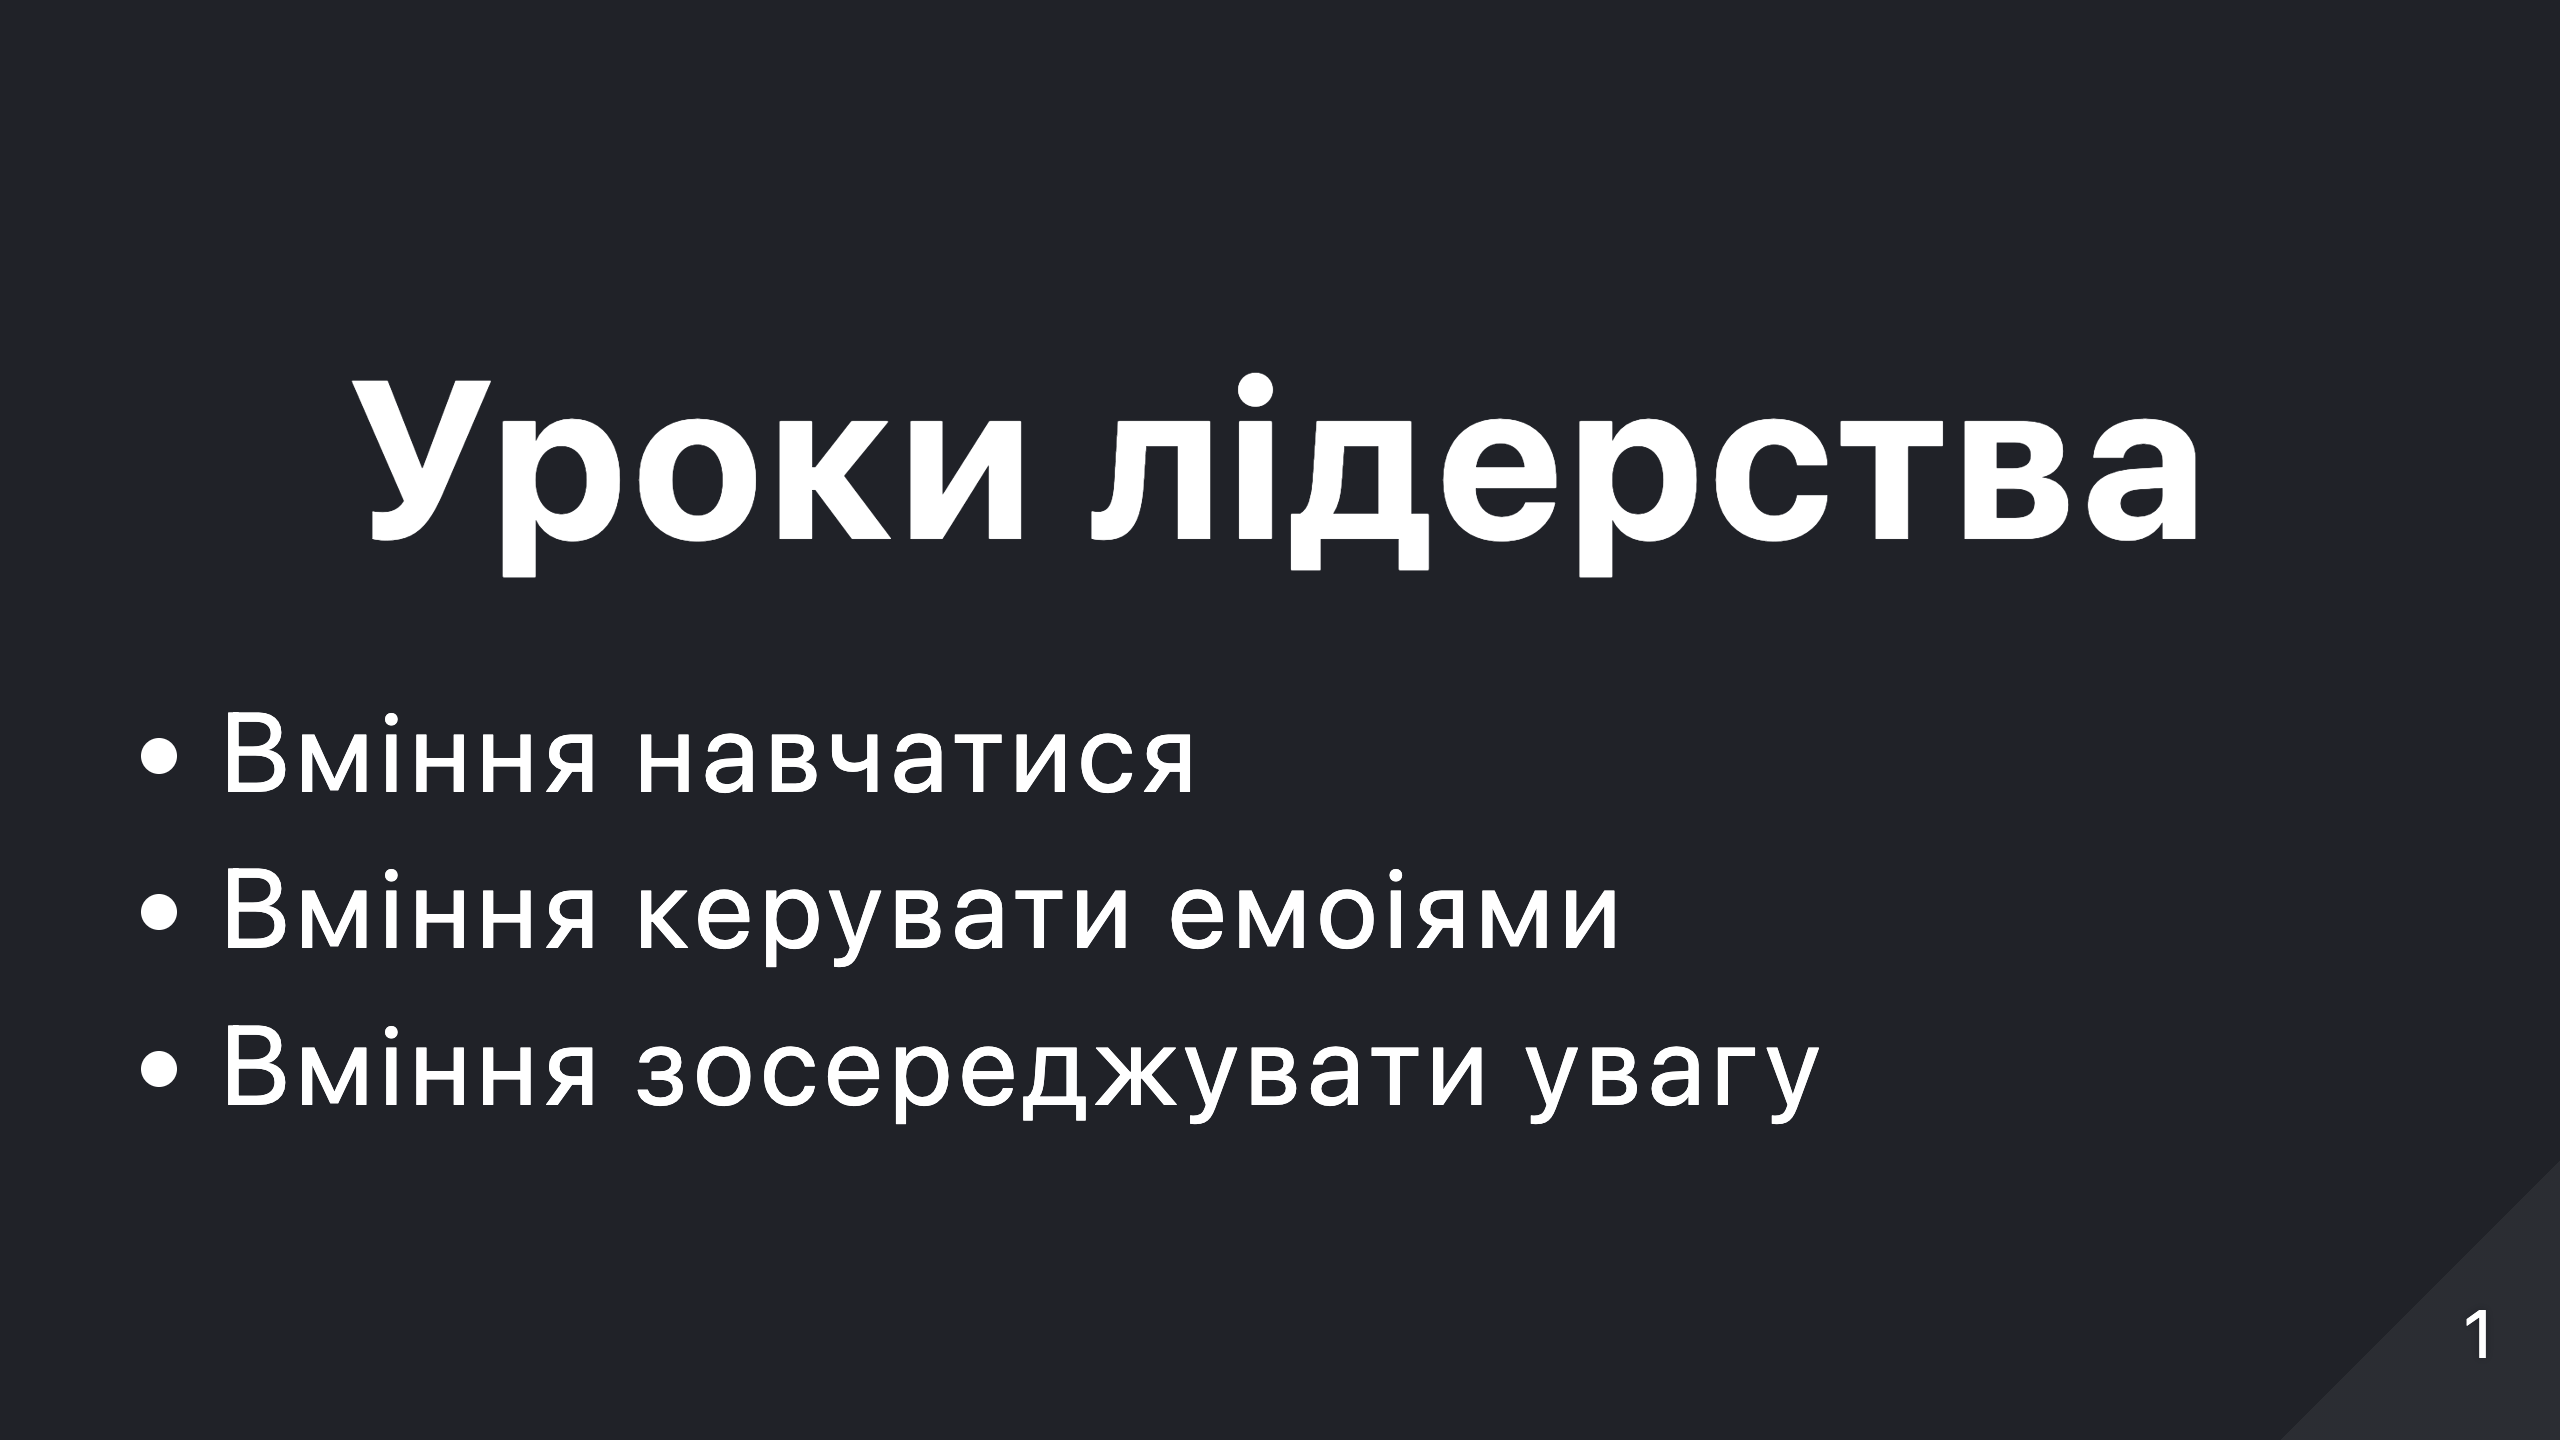 Уроки лідерства
• Вміння навчатися
• Вміння керувати емоіями
• Вміння зосереджувати увагу
1